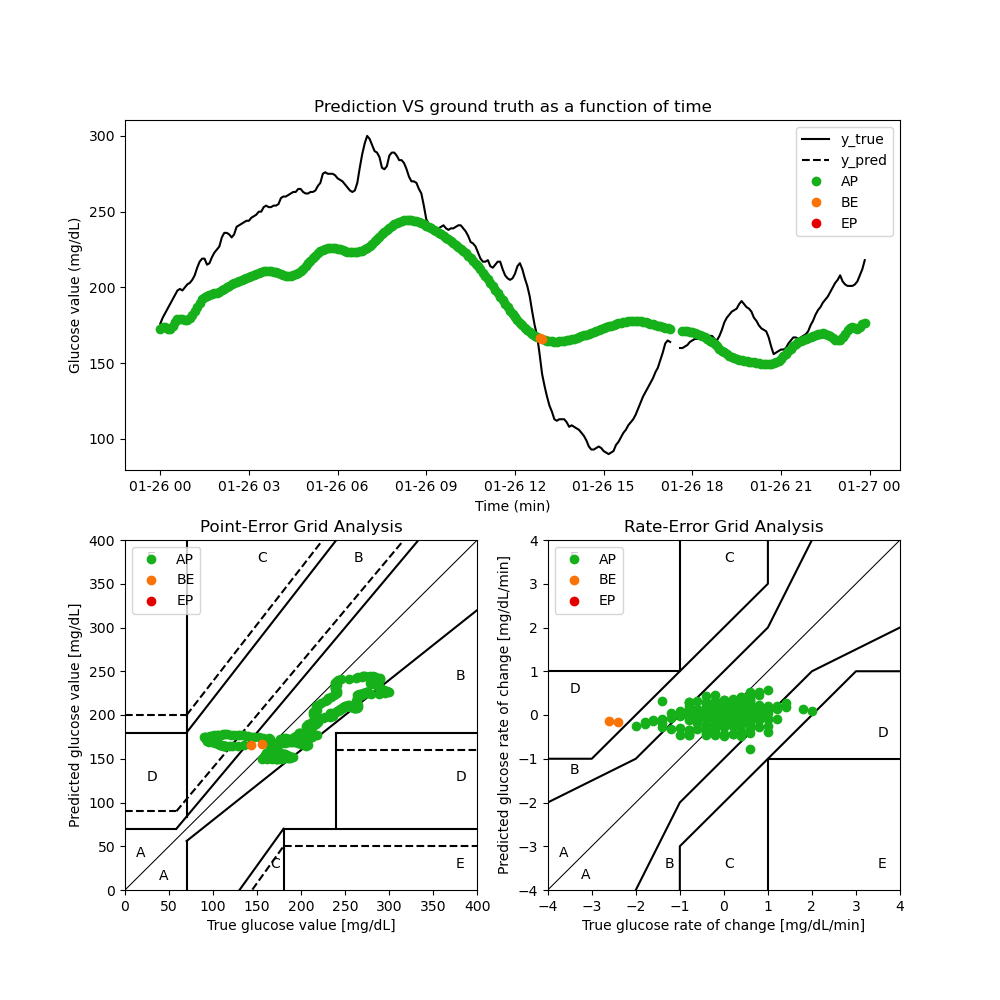 Prediction VS ground truth as a function of time
Glucose value (mg/dL)
300
250
200
150
100
y_true
y_pred
AP
BE
EP
01-26 00 01-26 03 01-26 06 01-26 09 01-26 12 01-26 15 01-26 18 01-26 21 01-27 00
Time (min)
Point-Error Grid Analysis
Predicted glucose value [mg/dL]
400
350
300
250
200
150
100
50
0
AP
BE
EP
C
B
B
D
D
A
A
C
E
0 50 100 150 200 250 300 350 400
True glucose value [mg/dL]
Rate-Error Grid Analysis
Predicted glucose rate of change [mg/dL/min]
4
3
2
1
0
−1
−2
−3
−4
AP
BE
EP
C
D
D
B
A
A
B
C
E
−4 −3 −2 −1 0 1 2 3 4
True glucose rate of change [mg/dL/min]